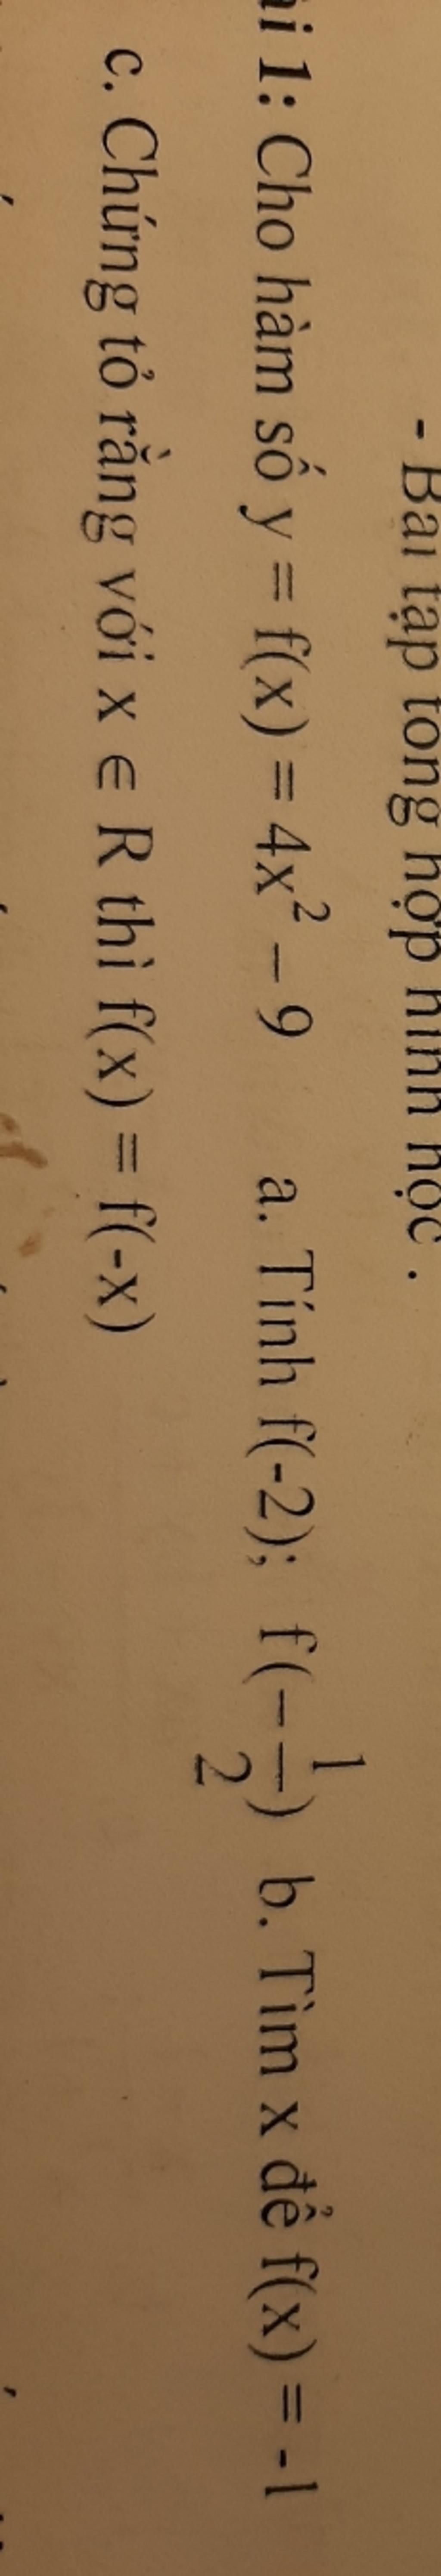 - Bài tập tổng hợp hình học .
1: Cho hàm số y = f(x) = 4x² – 9 a. Tính f(-2); f(−1/2) b. Tìm x để f(x) = -1
c. Chứng tỏ rằng với x ∈ R thì f(x) = f(-x)